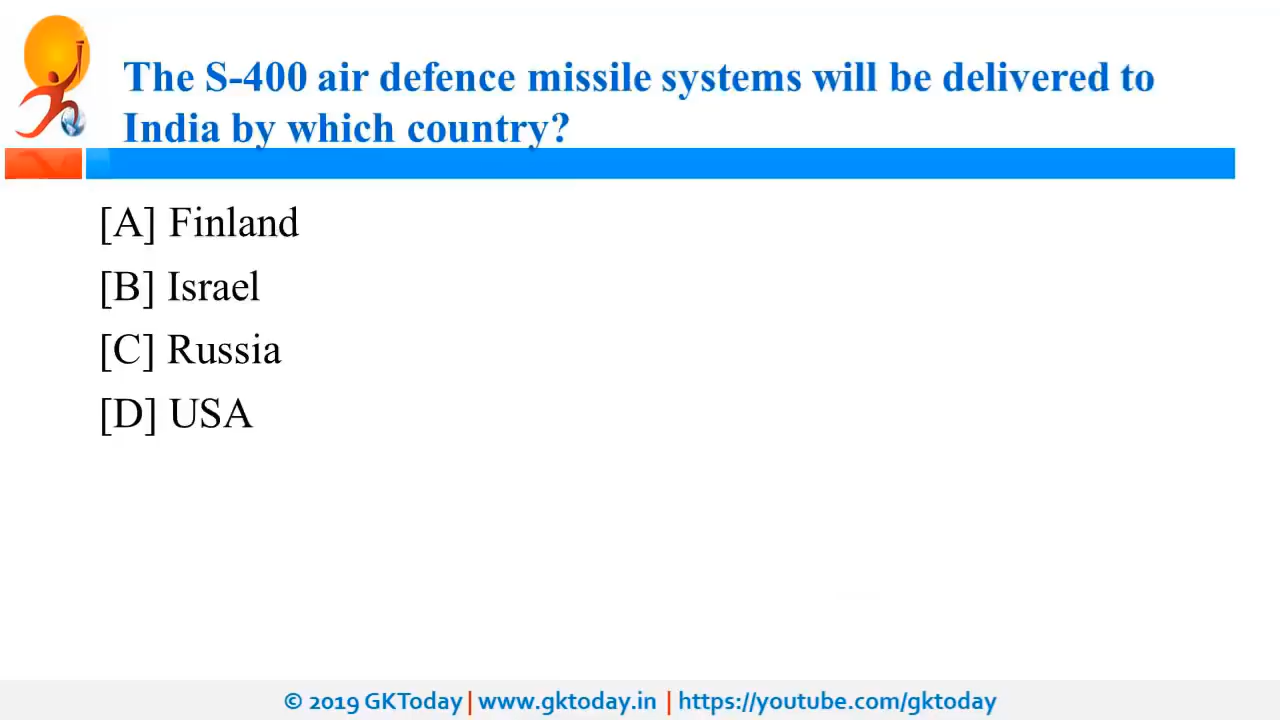 The S-400 air defence missile systems will be delivered to
India by which country?
[A] Finland
[B] Israel
[C] Russia
[D] USA
© 2019 GKToday | www.gktoday.in | https://youtube.com/gktoday